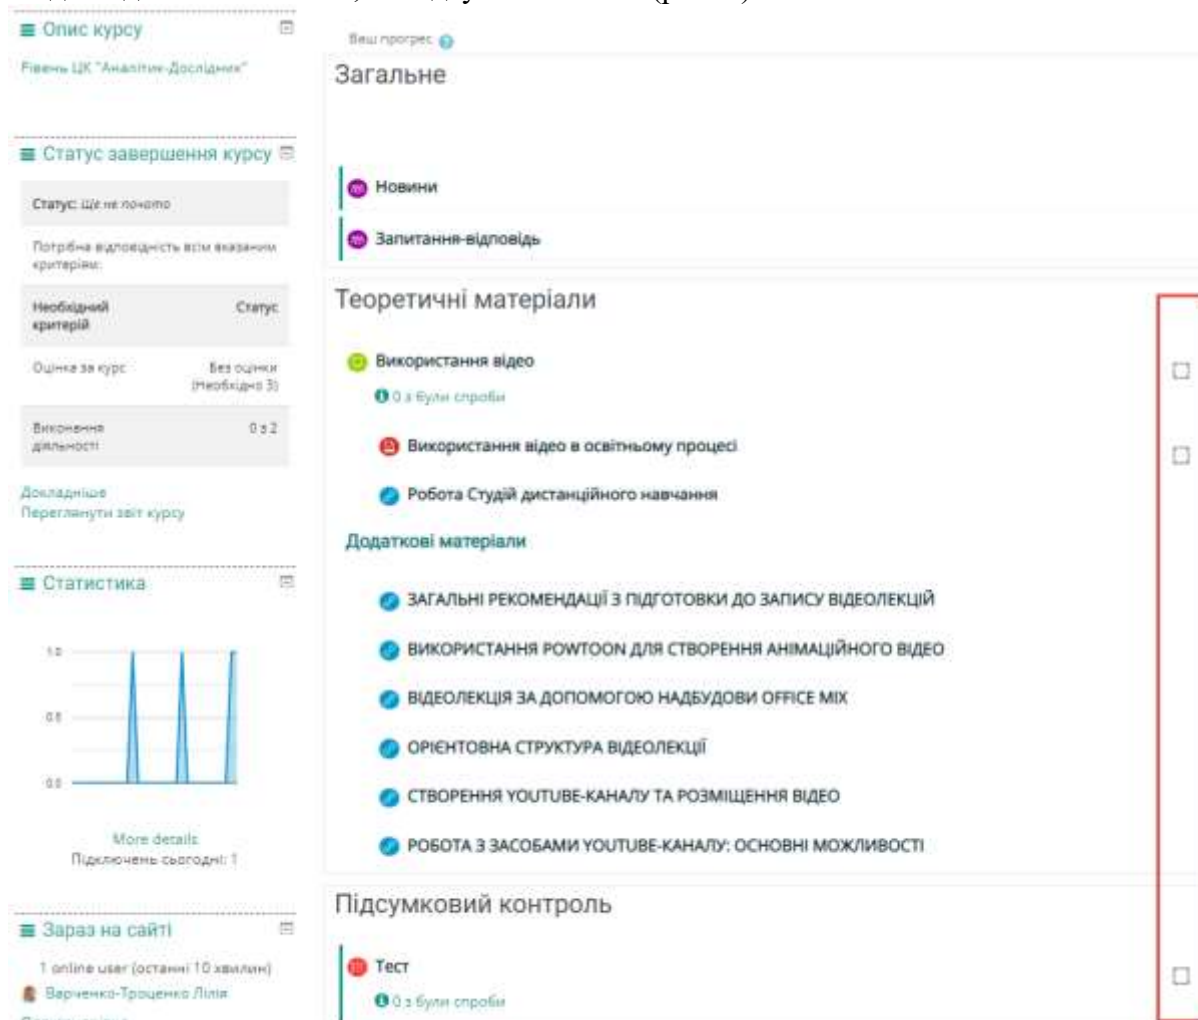 Опис курсу
Рівень ЦК "Аналітик-Дослідник"
Статус завершення курсу
Статус: Ще не почато
Потрібна відповідність всім вказаним
критеріям:
Необхідний
критерій
Статус
Оцінка за курс
Без оцінки
(Необхідно 3)
Виконання
діяльності
0 з 2
Докладніше
Переглянути звіт курсу
Статистика
1.0
0.5
0.0
More details
Підключень сьогодні: 1
Зараз на сайті
1 online user (останні 10 хвилин)
Варченко-Троценко Лілія
Ваш прогрес
Загальне
Новини
Запитання-відповідь
Теоретичні матеріали
Використання відео
0 з були спроби
Використання відео в освітньому процесі
Робота Студій дистанційного навчання
Додаткові матеріали
ЗАГАЛЬНІ РЕКОМЕНДАЦІЇ З ПІДГОТОВКИ ДО ЗАПИСУ ВІДЕОЛЕКЦІЙ
ВИКОРИСТАННЯ POWTOON ДЛЯ СТВОРЕННЯ АНІМАЦІЙНОГО ВІДЕО
ВІДЕОЛЕКЦІЯ ЗА ДОПОМОГОЮ НАДБУДОВИ OFFICE MIX
ОРІЄНТОВНА СТРУКТУРА ВІДЕОЛЕКЦІЇ
СТВОРЕННЯ YOUTUBE-КАНАЛУ ТА РОЗМІЩЕННЯ ВІДЕО
РОБОТА З ЗАСОБАМИ YOUTUBE-КАНАЛУ: ОСНОВНІ МОЖЛИВОСТІ
Підсумковий контроль
Тест
0 з були спроби